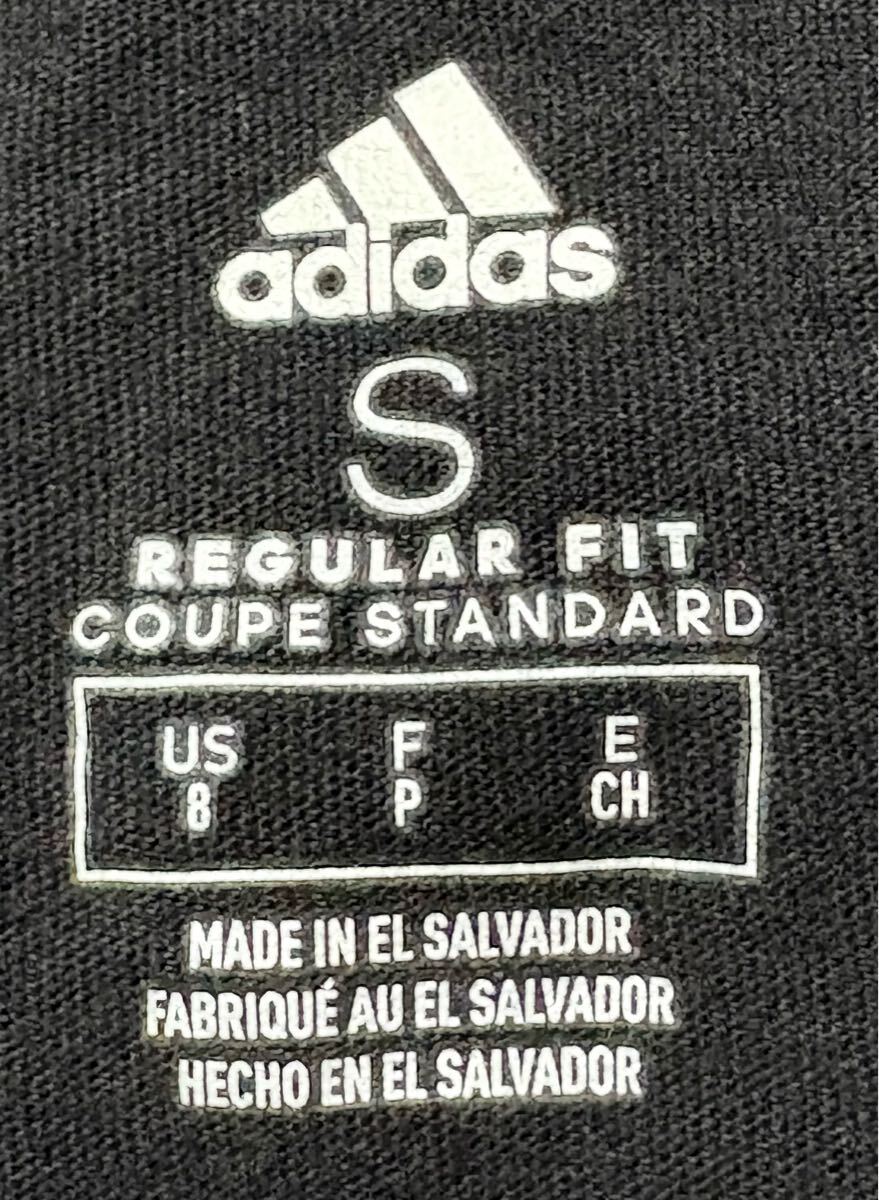 adidas
S
REGULAR FIT
COUPE STANDARD
US F E
8 P CH
MADE IN EL SALVADOR
FABRIQUÉ AU EL SALVADOR
HECHO EN EL SALVADOR